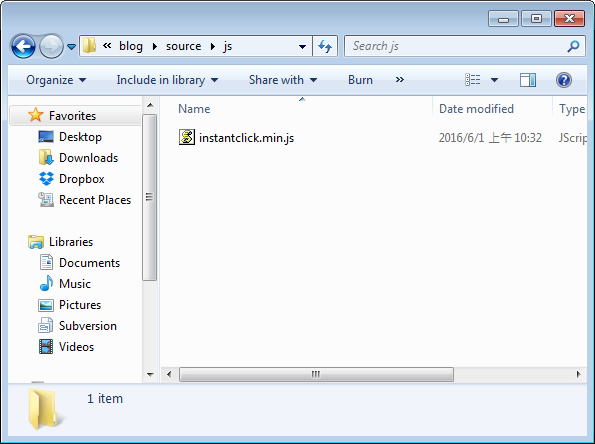 « blog ▸ source ▸ js
Search js
Organize
Include in library
Share with
Burn
»
Favorites
Desktop
Downloads
Dropbox
Recent Places
Libraries
Documents
Music
Pictures
Subversion
Videos
Name
Date modified
Type
instantclick.min.js
2016/6/1 上午 10:32
JScrip
1 item